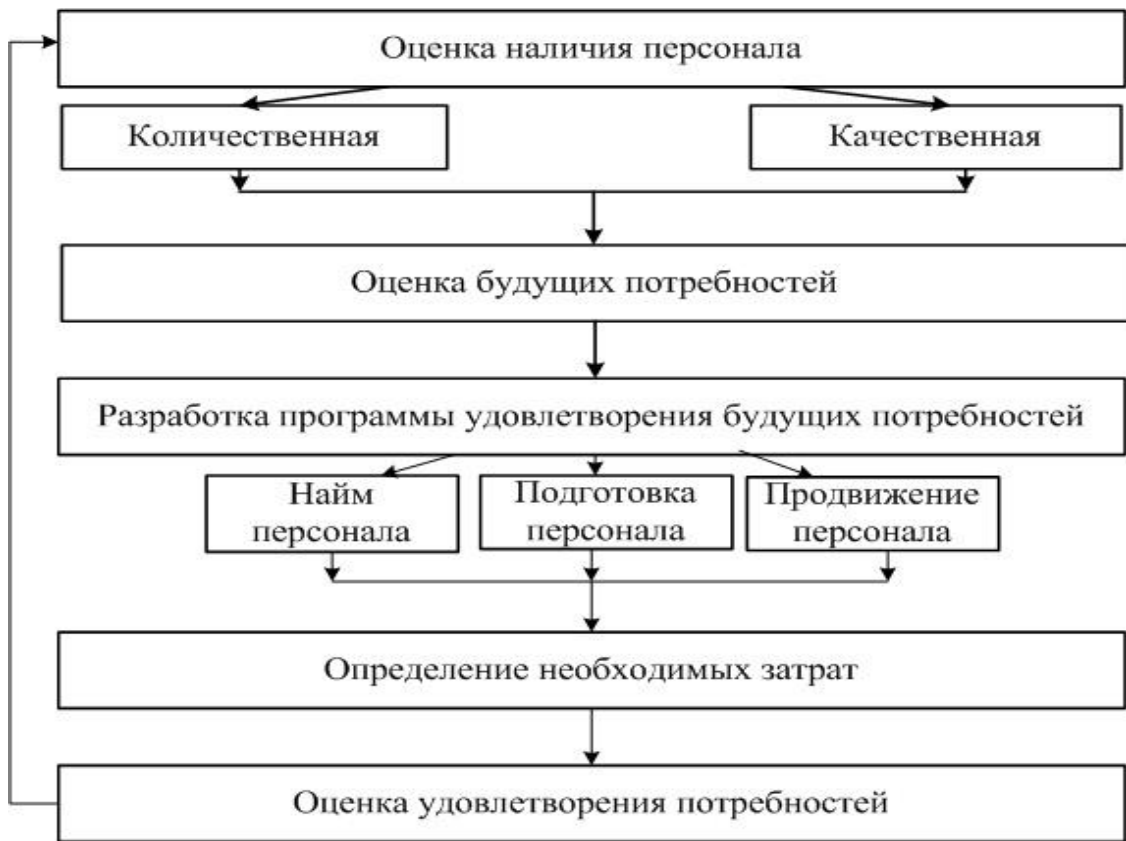 Оценка наличия персонала
Количественная
Качественная
Оценка будущих потребностей
Разработка программы удовлетворения будущих потребностей
Найм
персонала
Подготовка
персонала
Продвижение
персонала
Определение необходимых затрат
Оценка удовлетворения потребностей